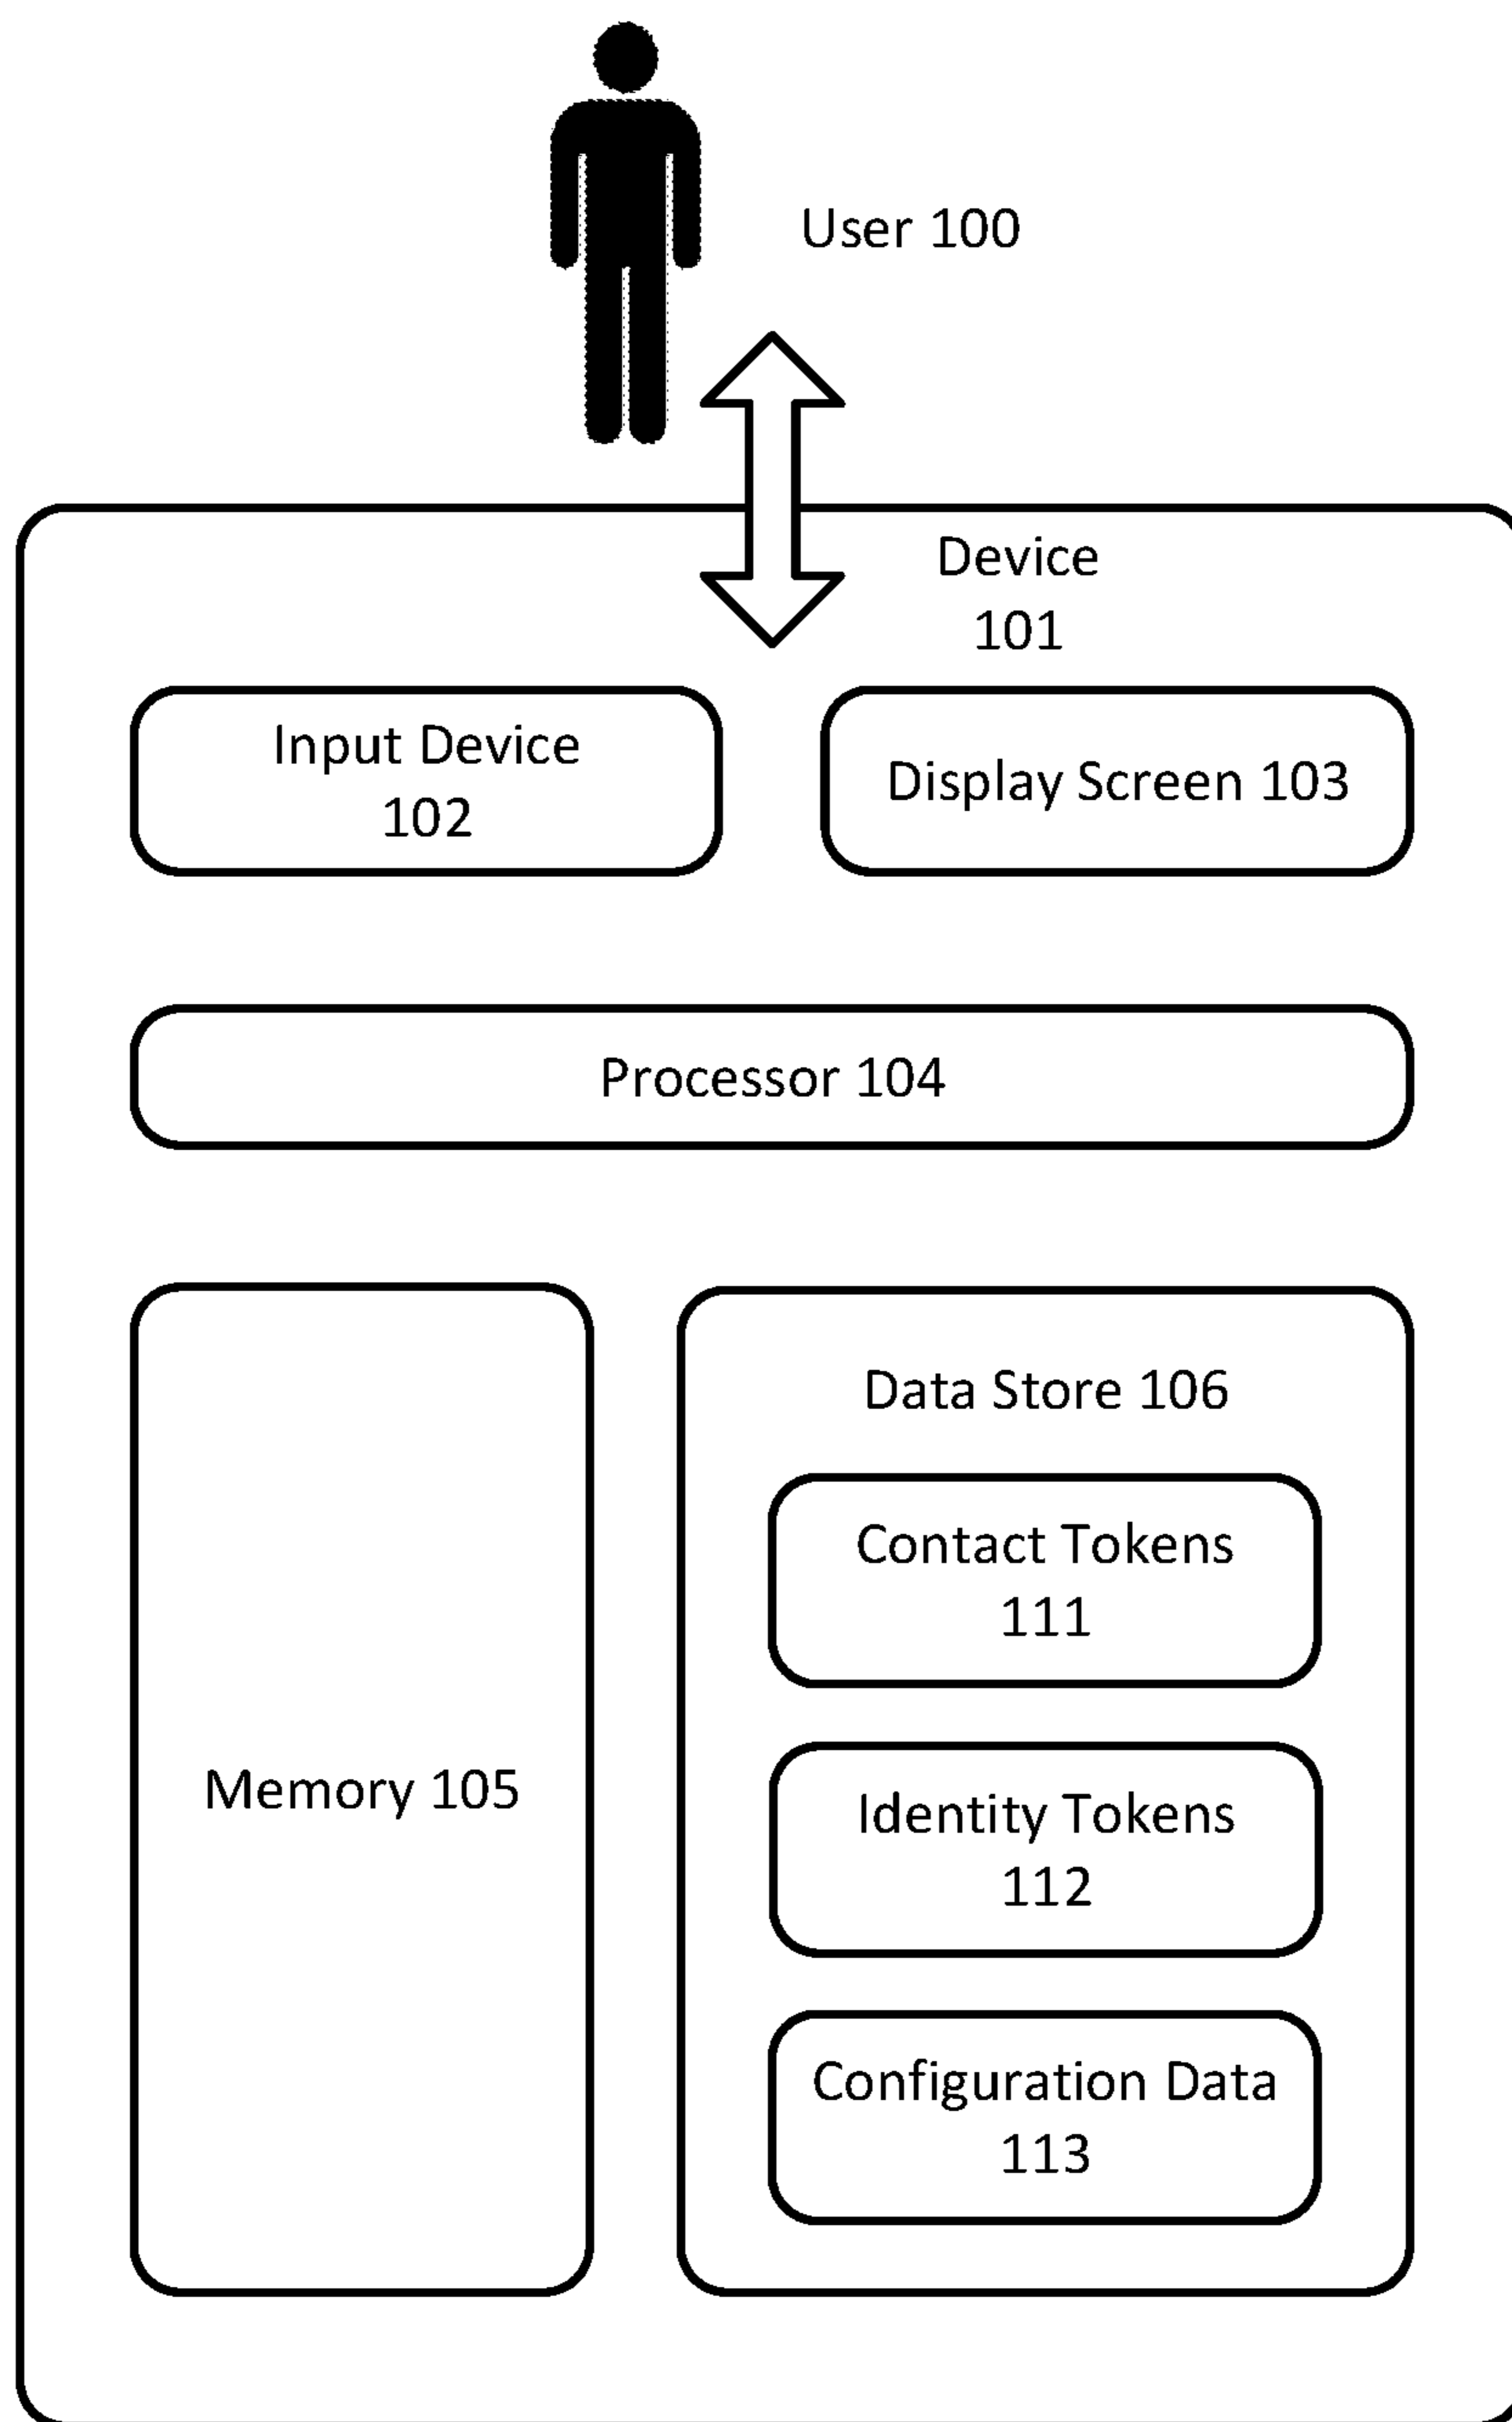 User 100
Device
101
Input Device
102
Display Screen 103
Processor 104
Memory 105
Data Store 106
Contact Tokens
111
Identity Tokens
112
Configuration Data
113